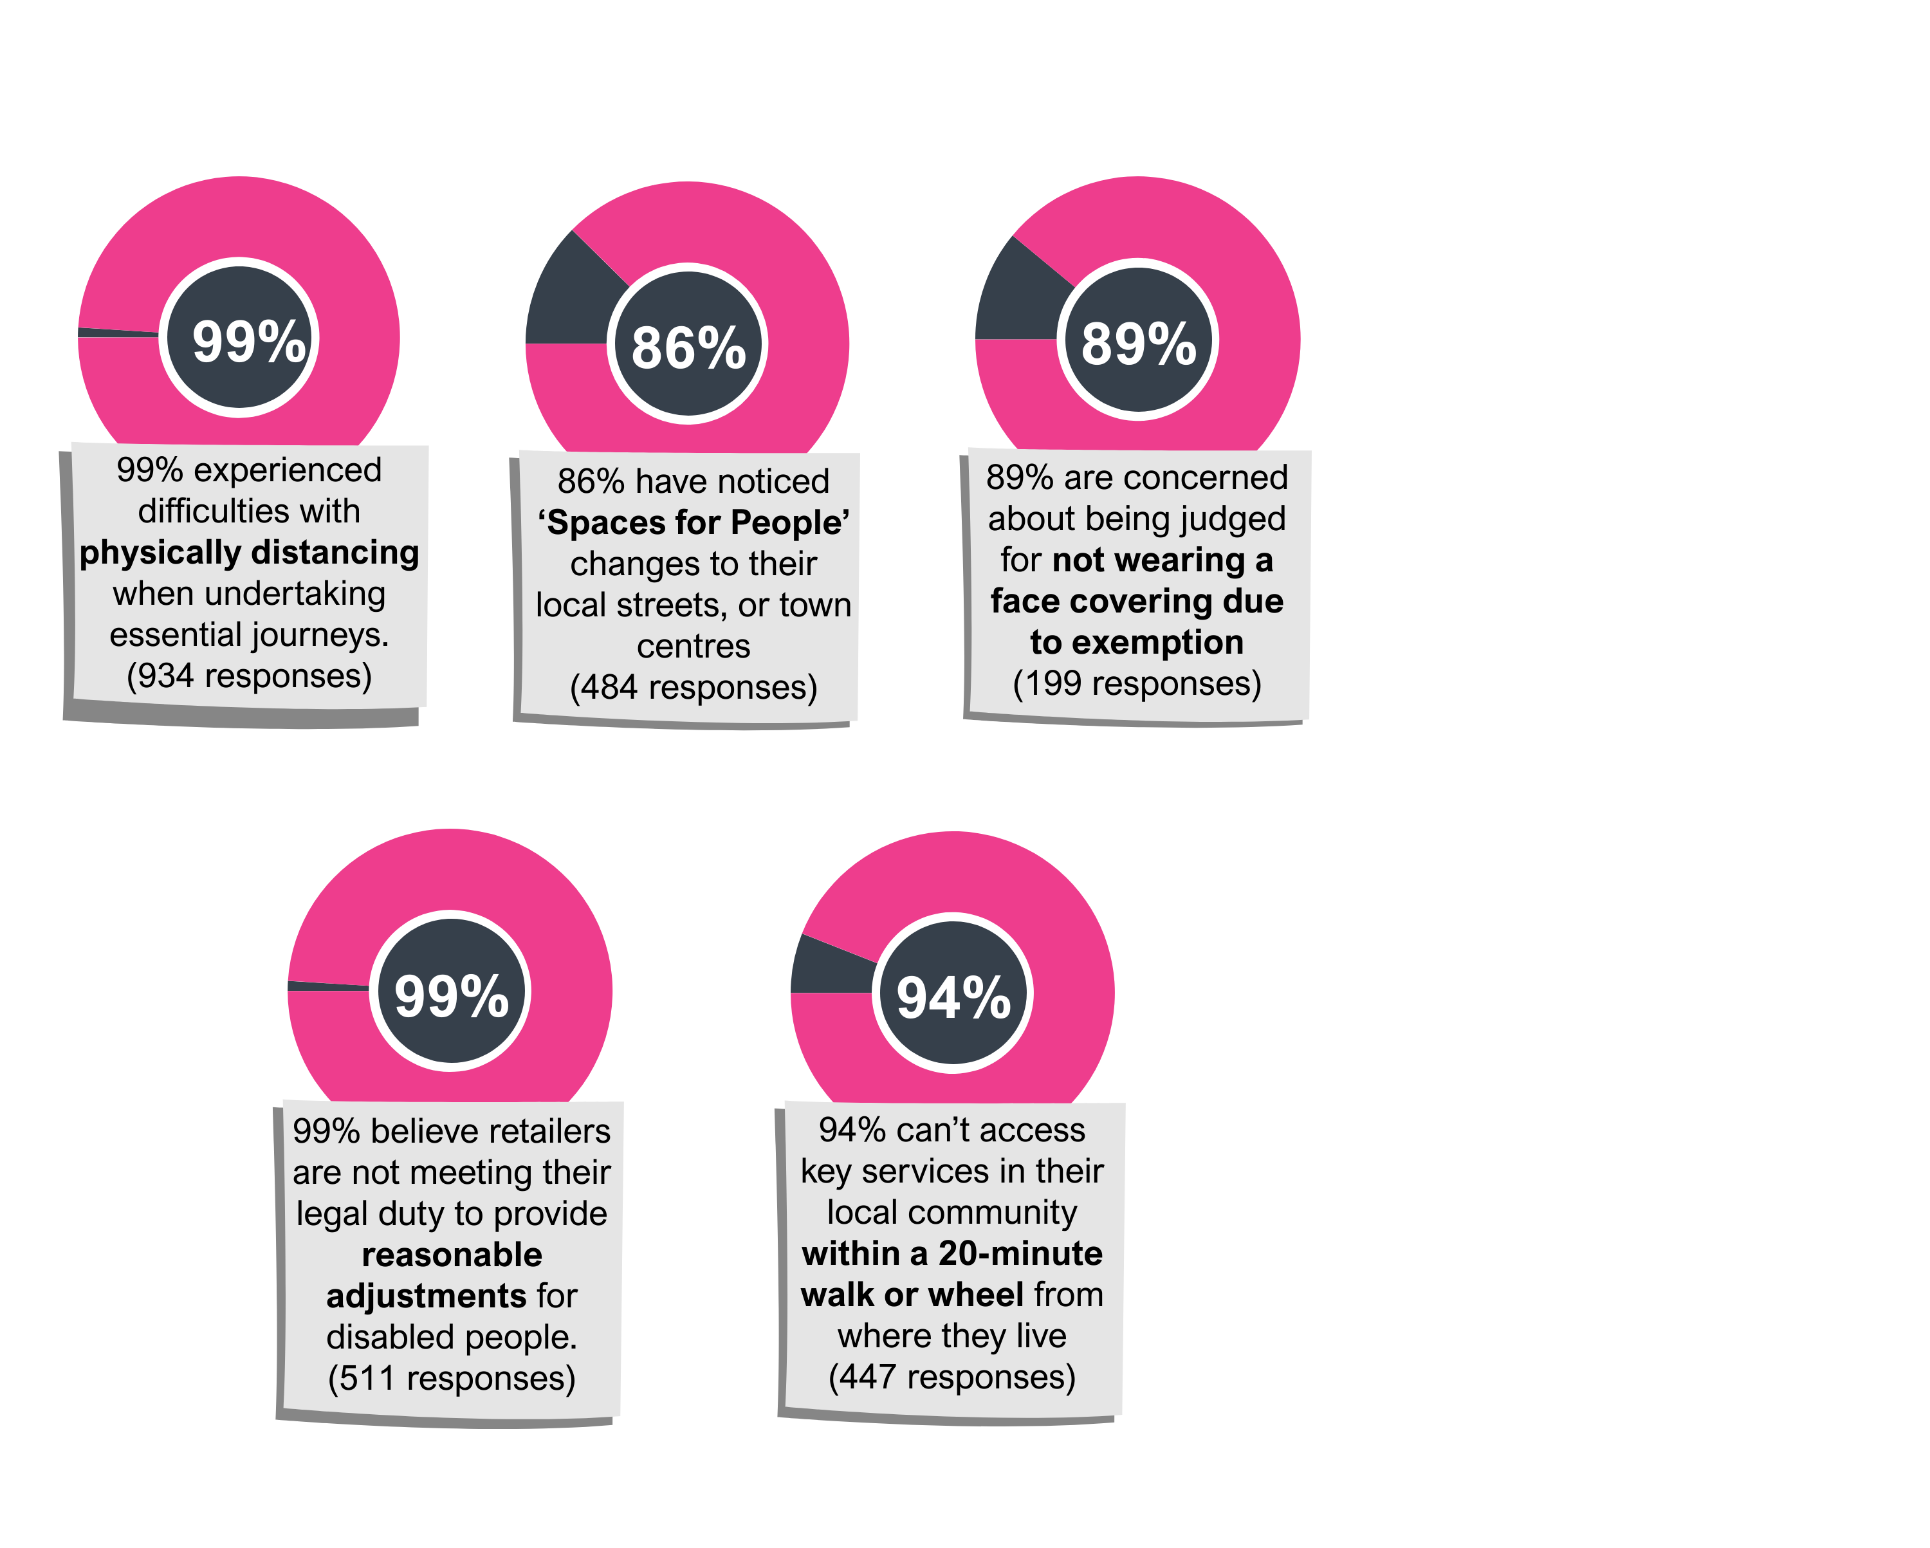 99%
99% experienced
difficulties with
physically distancing
when undertaking
essential journeys.
(934 responses)
86%
86% have noticed
‘Spaces for People’
changes to their
local streets, or town
centres
(484 responses)
89%
89% are concerned
about being judged
for not wearing a
face covering due
to exemption
(199 responses)
99%
99% believe retailers
are not meeting their
legal duty to provide
reasonable
adjustments for
disabled people.
(511 responses)
94%
94% can’t access
key services in their
local community
within a 20-minute
walk or wheel from
where they live
(447 responses)